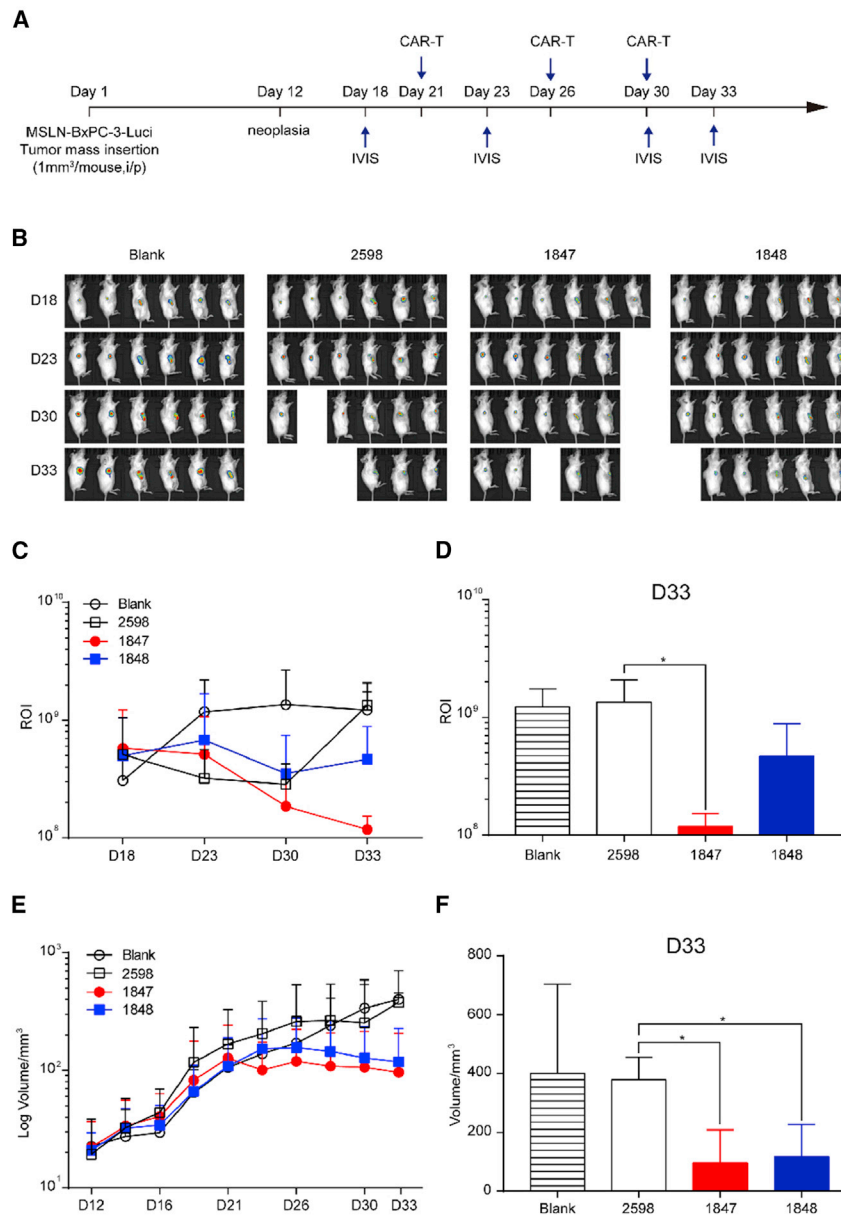 A
CAR-T CAR-T CAR-T
Day 1 Day 12 Day 18 Day 21 Day 23 Day 26 Day 30 Day 33
MSLN-BxPC-3-Luci
Tumor mass insertion
(1mm³/mouse,i/p)
neoplasia
IVIS IVIS IVIS IVIS
B
Blank 2598 1847 1848
D18
D23
D30
D33
C
10¹⁰
10⁹
10⁸
ROI
Blank
2598
1847
1848
D18 D23 D30 D33
D
D33
10¹⁰
10⁹
10⁸
ROI
*
Blank 2598 1847 1848
E
10³
10²
10¹
Log Volume/mm³
Blank
2598
1847
1848
D12 D16 D21 D26 D30 D33
F
D33
800
600
400
200
0
Volume/mm³
*
*
Blank 2598 1847 1848